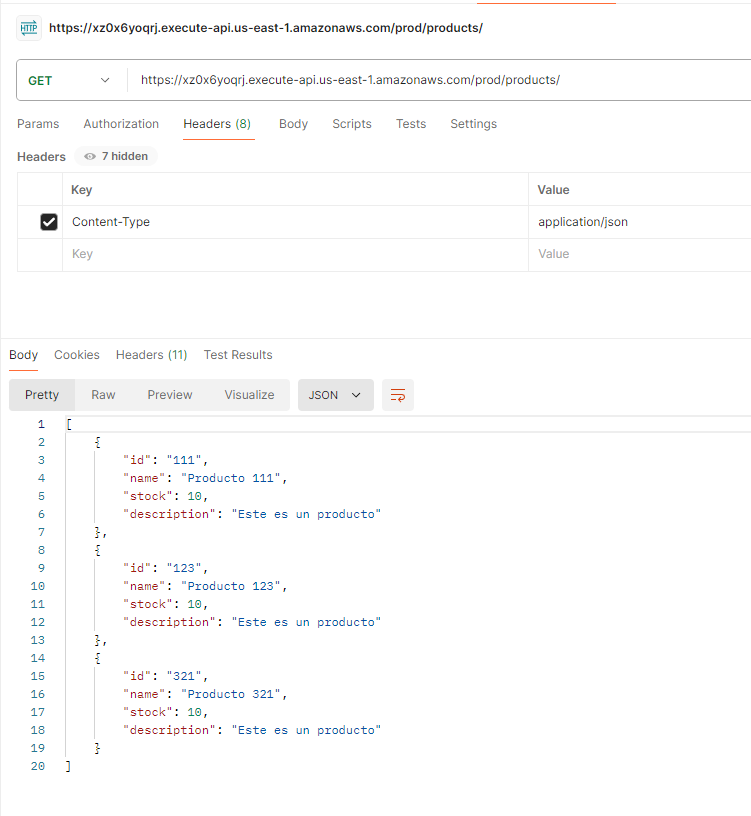 HTTP https://xz0x6yoqrj.execute-api.us-east-1.amazonaws.com/prod/products/
GET https://xz0x6yoqrj.execute-api.us-east-1.amazonaws.com/prod/products/
Params Authorization Headers (8) Body Scripts Tests Settings
Headers 7 hidden
Key Value
Content-Type application/json
Key Value
Body Cookies Headers (11) Test Results
Pretty Raw Preview Visualize JSON
1 [
2 {
3 "id": "111",
4 "name": "Producto 111",
5 "stock": 10,
6 "description": "Este es un producto"
7 },
8 {
9 "id": "123",
10 "name": "Producto 123",
11 "stock": 10,
12 "description": "Este es un producto"
13 },
14 {
15 "id": "321",
16 "name": "Producto 321",
17 "stock": 10,
18 "description": "Este es un producto"
19 }
20 ]